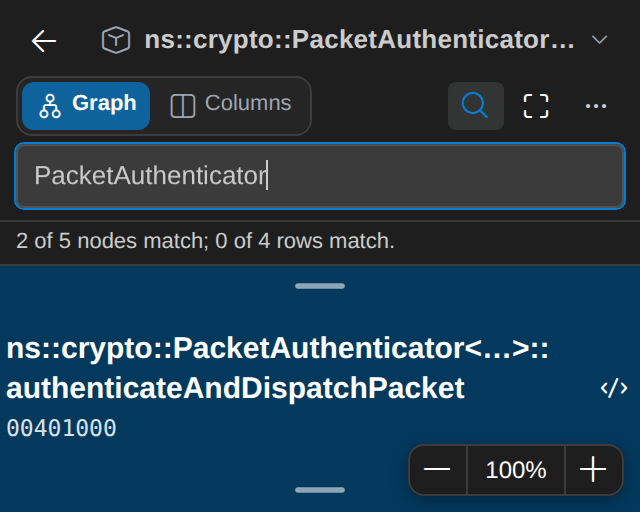 ns::crypto::PacketAuthenticator…
Graph
Columns
PacketAuthenticator
2 of 5 nodes match; 0 of 4 rows match.
ns::crypto::PacketAuthenticator<…>::
authenticateAndDispatchPacket
00401000
100%